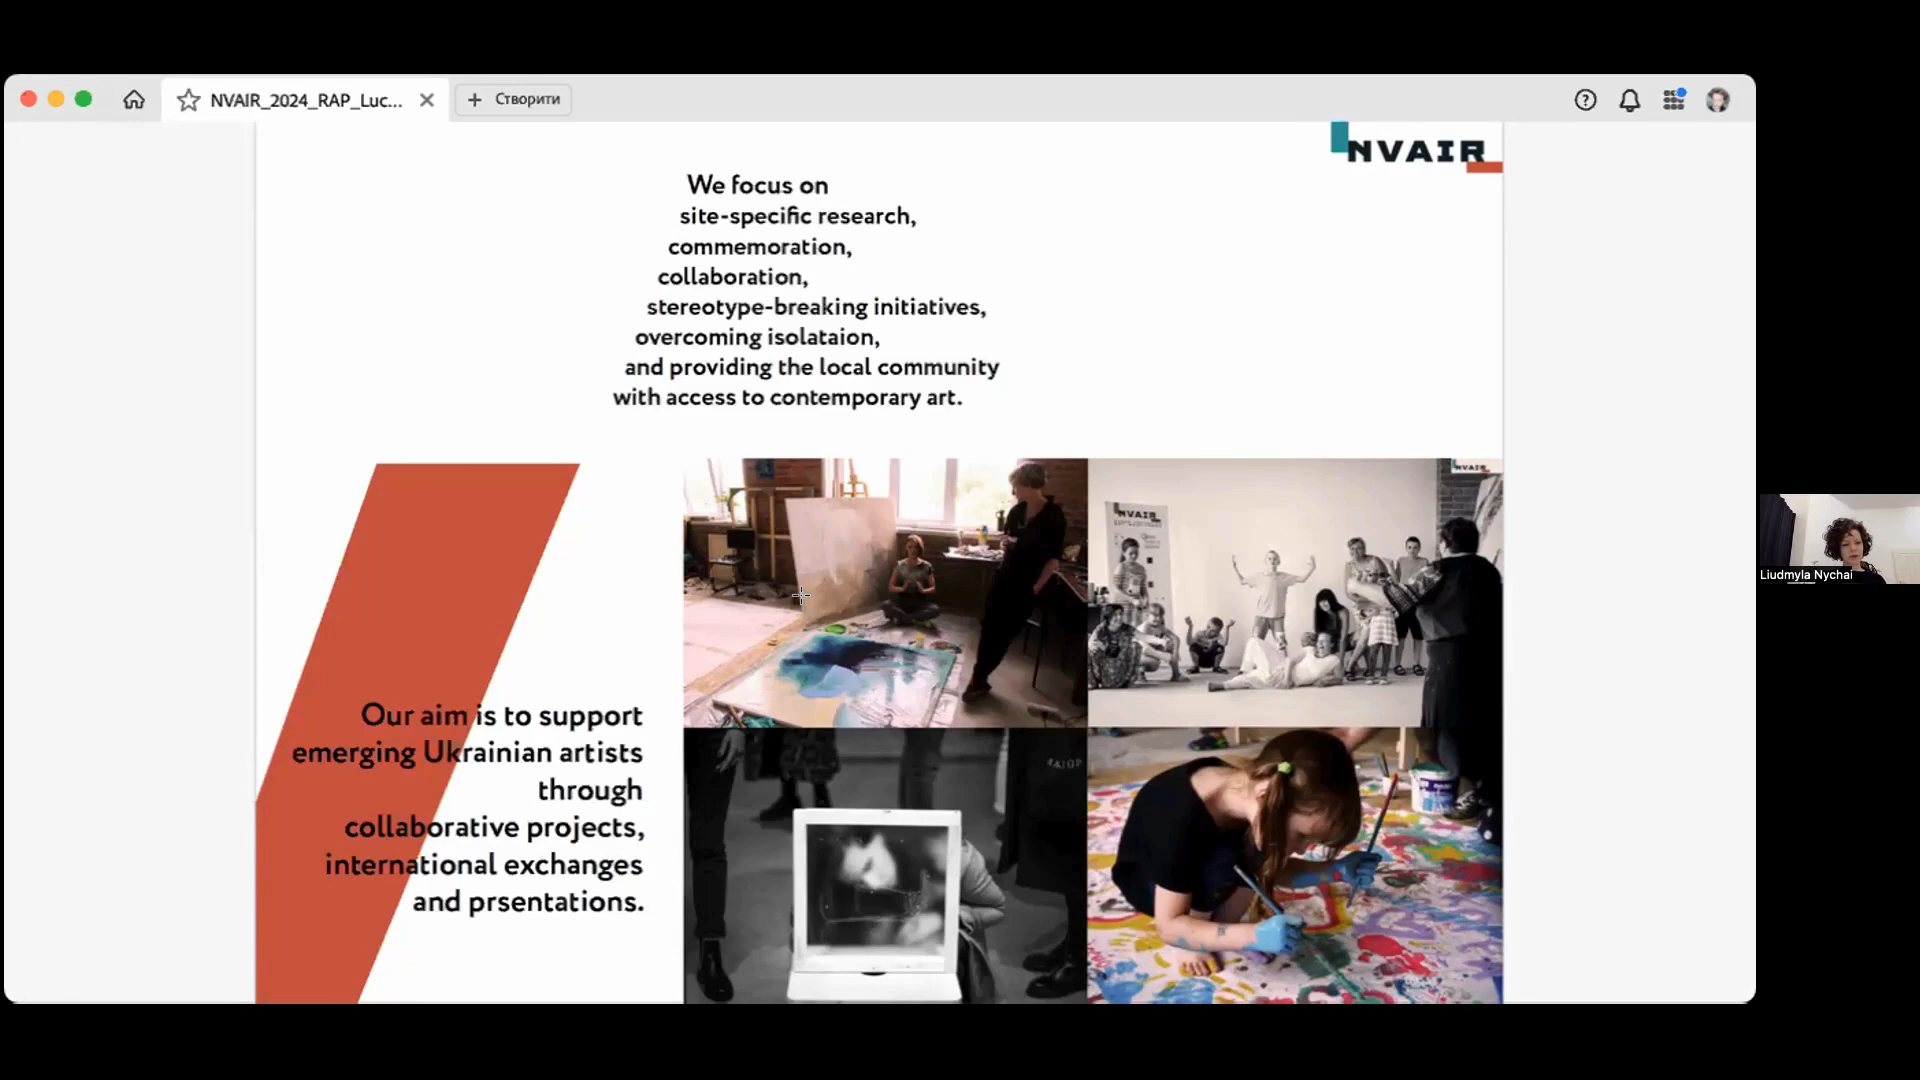 NVAIR_2024_RAP_Luc...
Створити
NVAIR
We focus on
site-specific research,
commemoration,
collaboration,
stereotype-breaking initiatives,
overcoming isolataion,
and providing the local community
with access to contemporary art.
NVAIR
NVAIR
Our aim is to support
emerging Ukrainian artists
through
collaborative projects,
international exchanges
and prsentations.
Liudmyla Nychai